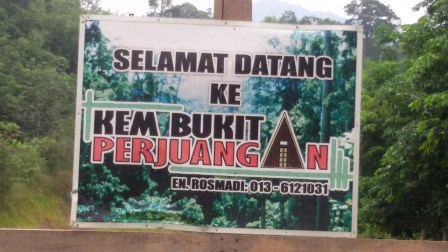 SELAMAT DATANG
KE
KEM BUKIT
PERJUANGAN
EN. ROSMADI: 013 - 6121031